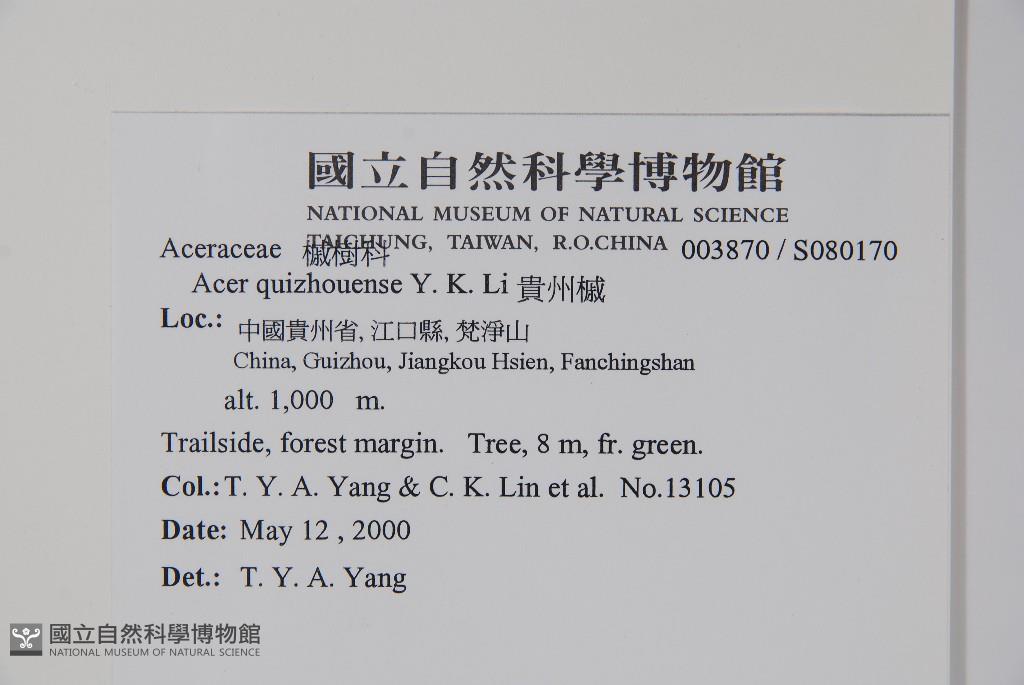 國立自然科學博物館
NATIONAL MUSEUM OF NATURAL SCIENCE
TAICHUNG, TAIWAN, R.O.CHINA
Aceraceae 槭樹科 003870 / S080170
Acer quizhouense Y. K. Li 貴州槭
Loc.: 中國貴州省, 江口縣, 梵淨山
China, Guizhou, Jiangkou Hsien, Fanchingshan
alt. 1,000 m.
Trailside, forest margin. Tree, 8 m, fr. green.
Col.: T. Y. A. Yang & C. K. Lin et al. No.13105
Date: May 12 , 2000
Det.: T. Y. A. Yang
國立自然科學博物館
NATIONAL MUSEUM OF NATURAL SCIENCE